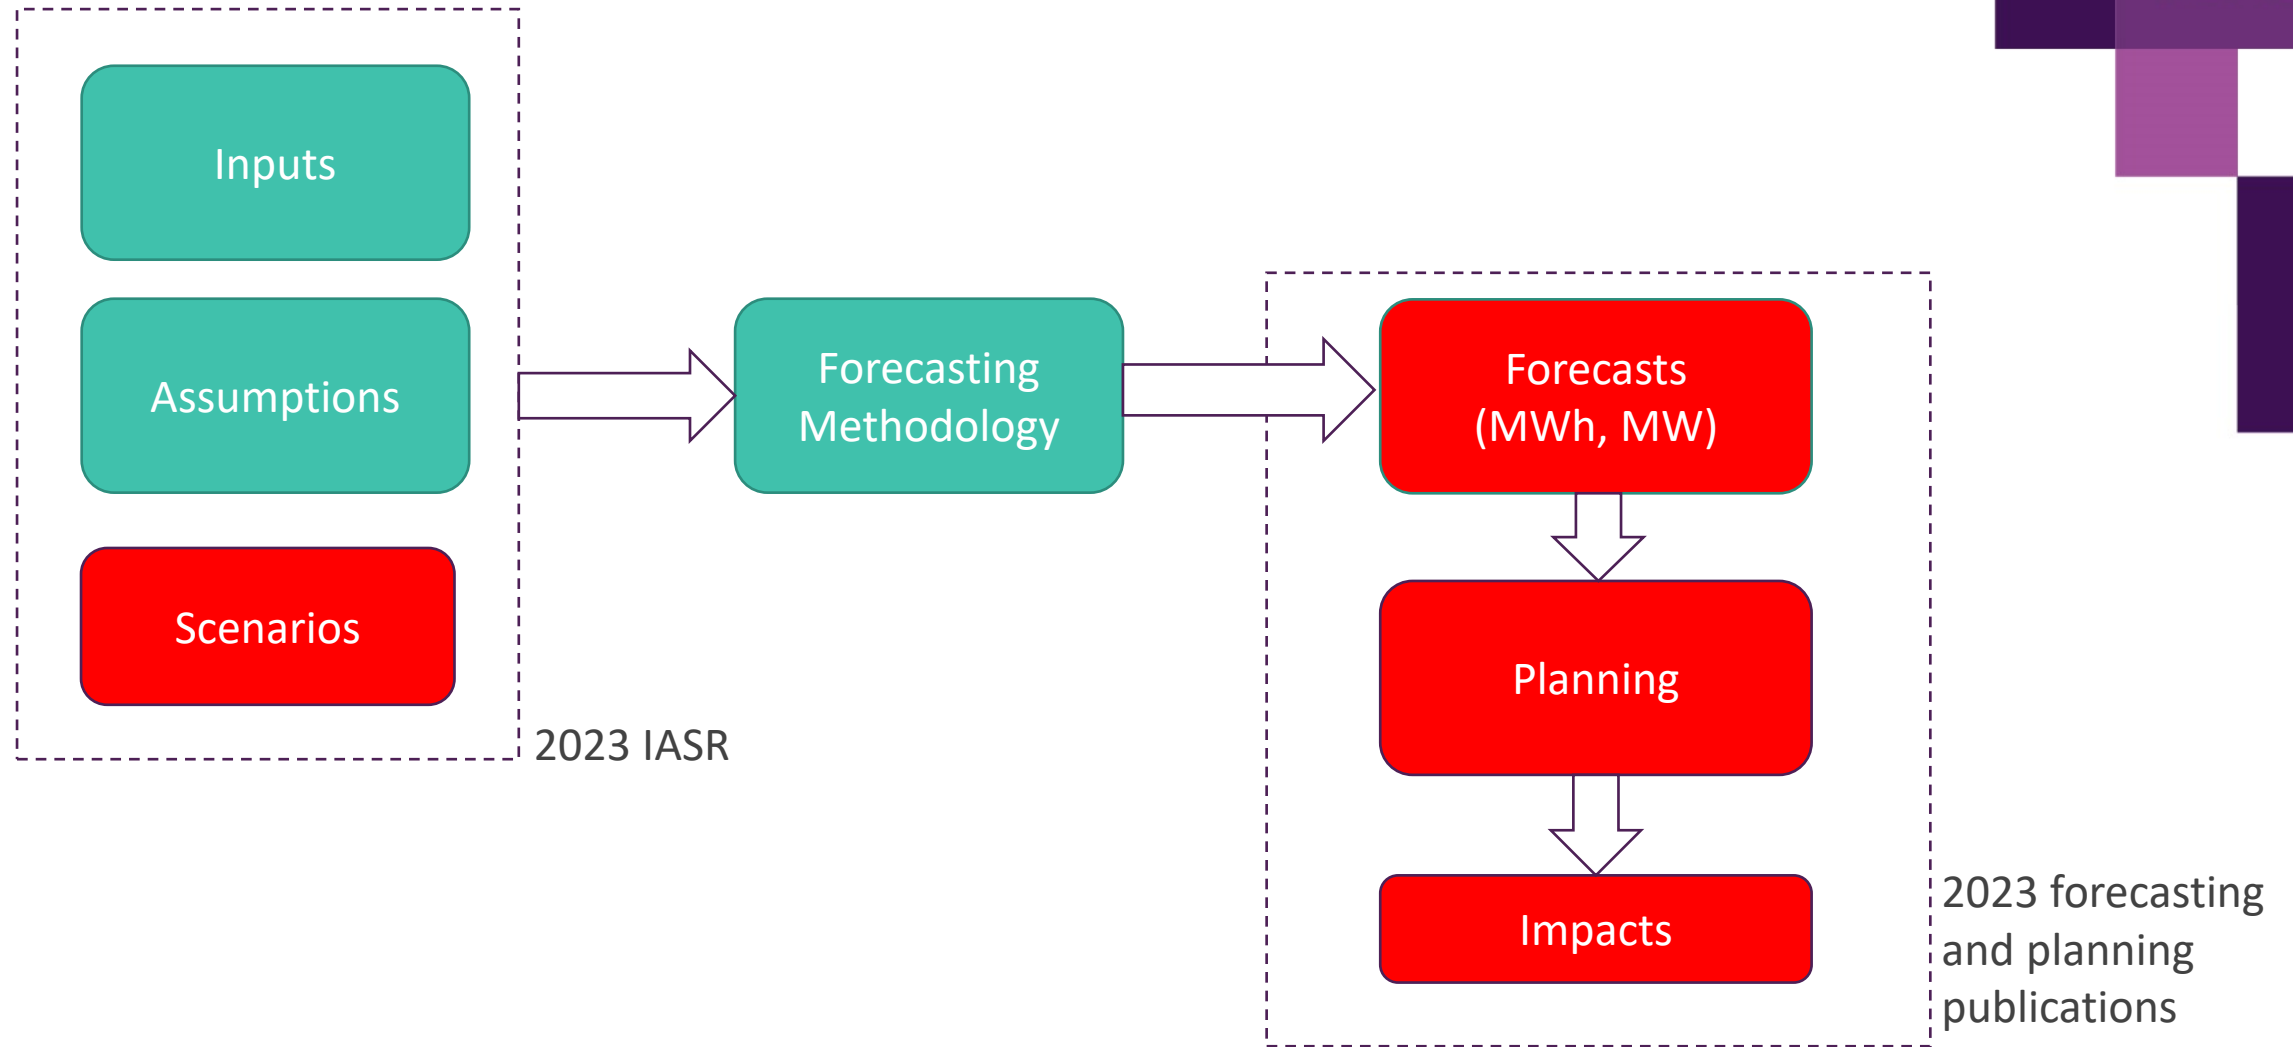 Inputs
Assumptions
Scenarios
2023 IASR
Forecasting
Methodology
Forecasts
(MWh, MW)
Planning
Impacts
2023 forecasting
and planning
publications